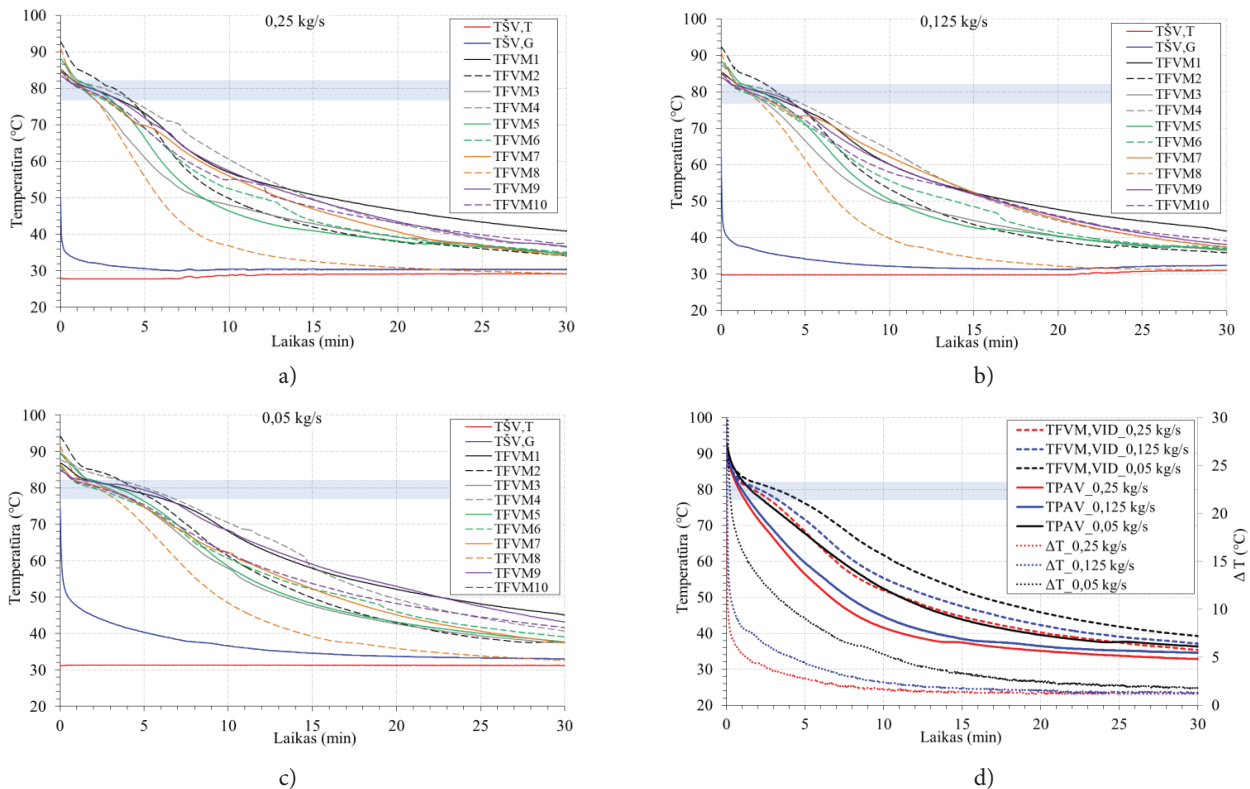 0,25 kg/s
Temperatūra (°C)
100
90
80
70
60
50
40
30
20
0
5
10
15
20
25
30
Laikas (min)
TŠV,T
TŠV,G
TFVM1
TFVM2
TFVM3
TFVM4
TFVM5
TFVM6
TFVM7
TFVM8
TFVM9
TFVM10
a)
0,125 kg/s
Temperatūra (°C)
100
90
80
70
60
50
40
30
20
0
5
10
15
20
25
30
Laikas (min)
TŠV,T
TŠV,G
TFVM1
TFVM2
TFVM3
TFVM4
TFVM5
TFVM6
TFVM7
TFVM8
TFVM9
TFVM10
b)
0,05 kg/s
Temperatūra (°C)
100
90
80
70
60
50
40
30
20
0
5
10
15
20
25
30
Laikas (min)
TŠV,T
TŠV,G
TFVM1
TFVM2
TFVM3
TFVM4
TFVM5
TFVM6
TFVM7
TFVM8
TFVM9
TFVM10
c)
Temperatūra (°C)
100
90
80
70
60
50
40
30
20
0
5
10
15
20
25
30
Laikas (min)
TFVM,VID_0,25 kg/s
TFVM,VID_0,125 kg/s
TFVM,VID_0,05 kg/s
TPAV_0,25 kg/s
TPAV_0,125 kg/s
TPAV_0,05 kg/s
ΔT_0,25 kg/s
ΔT_0,125 kg/s
ΔT_0,05 kg/s
30
25
20
15
10
5
0
ΔT (°C)
d)